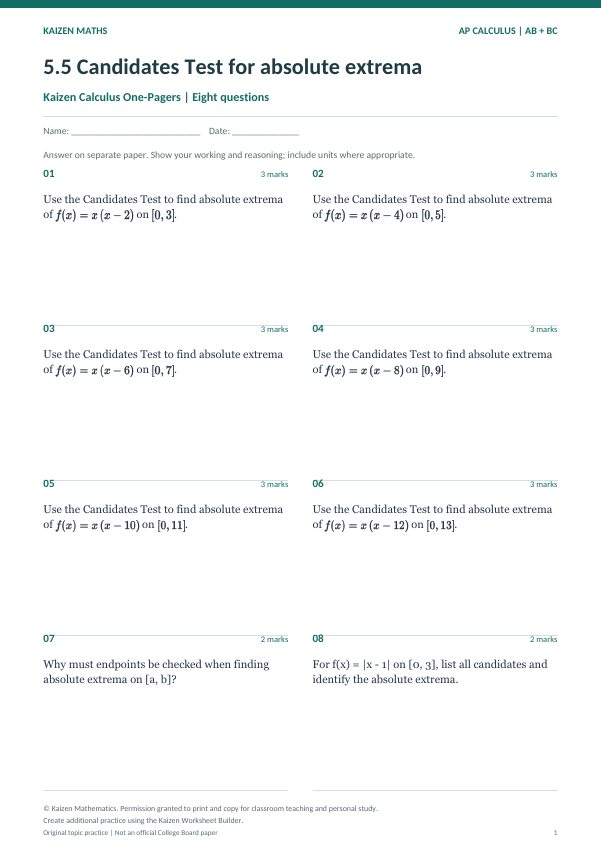 KAIZEN MATHS
AP CALCULUS | AB + BC
5.5 Candidates Test for absolute extrema
Kaizen Calculus One-Pagers | Eight questions
Name: ___________________________ Date: ______________
Answer on separate paper. Show your working and reasoning; include units where appropriate.
01 3 marks
Use the Candidates Test to find absolute extrema
of f(x) = x (x − 2) on [0, 3].
02 3 marks
Use the Candidates Test to find absolute extrema
of f(x) = x (x − 4) on [0, 5].
03 3 marks
Use the Candidates Test to find absolute extrema
of f(x) = x (x − 6) on [0, 7].
04 3 marks
Use the Candidates Test to find absolute extrema
of f(x) = x (x − 8) on [0, 9].
05 3 marks
Use the Candidates Test to find absolute extrema
of f(x) = x (x − 10) on [0, 11].
06 3 marks
Use the Candidates Test to find absolute extrema
of f(x) = x (x − 12) on [0, 13].
07 2 marks
Why must endpoints be checked when finding
absolute extrema on [a, b]?
08 2 marks
For f(x) = |x - 1| on [0, 3], list all candidates and
identify the absolute extrema.
© Kaizen Mathematics. Permission granted to print and copy for classroom teaching and personal study.
Create additional practice using the Kaizen Worksheet Builder.
Original topic practice | Not an official College Board paper
1